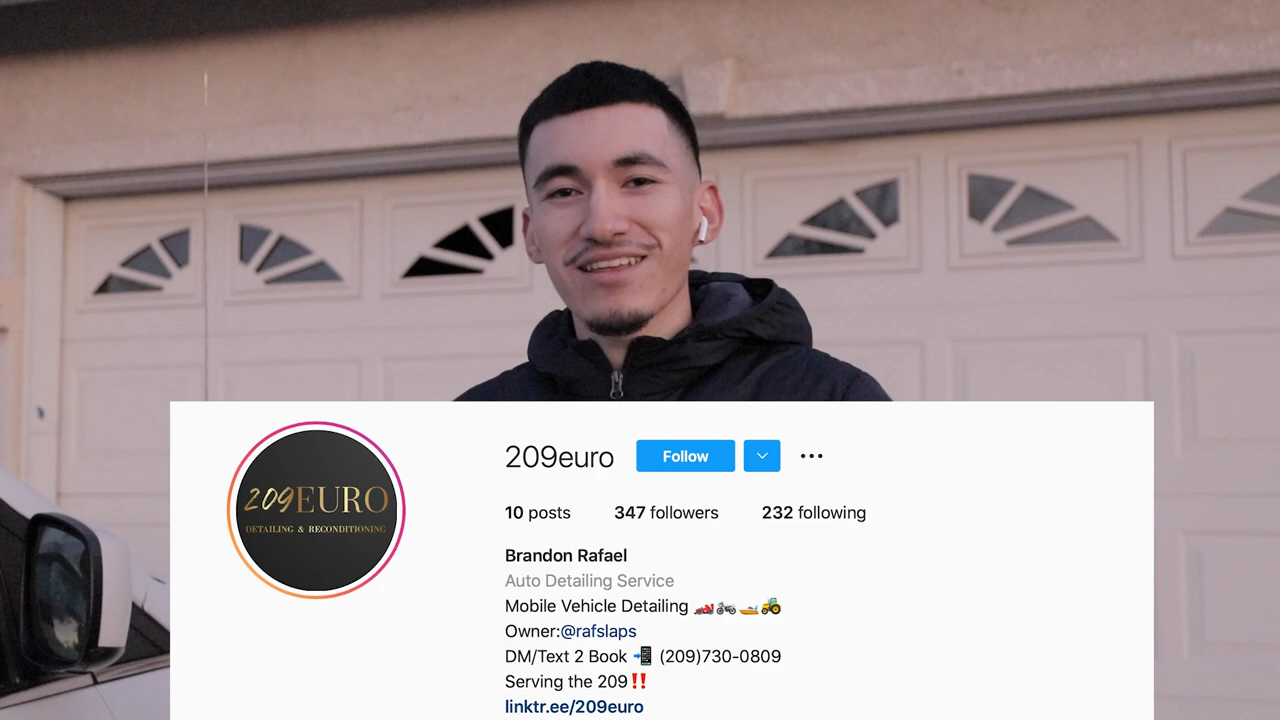 209euro Follow
209EURO
DETAILING & RECONDITIONING
10 posts 347 followers 232 following
Brandon Rafael
Auto Detailing Service
Mobile Vehicle Detailing 🏎️🏍️🚤🚜
Owner:@rafslaps
DM/Text 2 Book 📲 (209)730-0809
Serving the 209‼️
linktr.ee/209euro